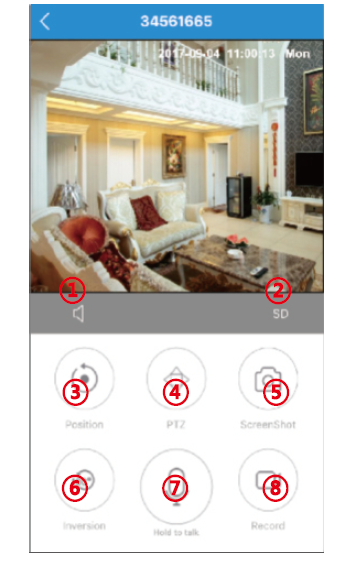 34561665
2017-09-04 11:00:13 Mon
① ②
SD
③ ④ ⑤
Position PTZ ScreenShot
⑥ ⑦ ⑧
Inversion Hold to talk Record